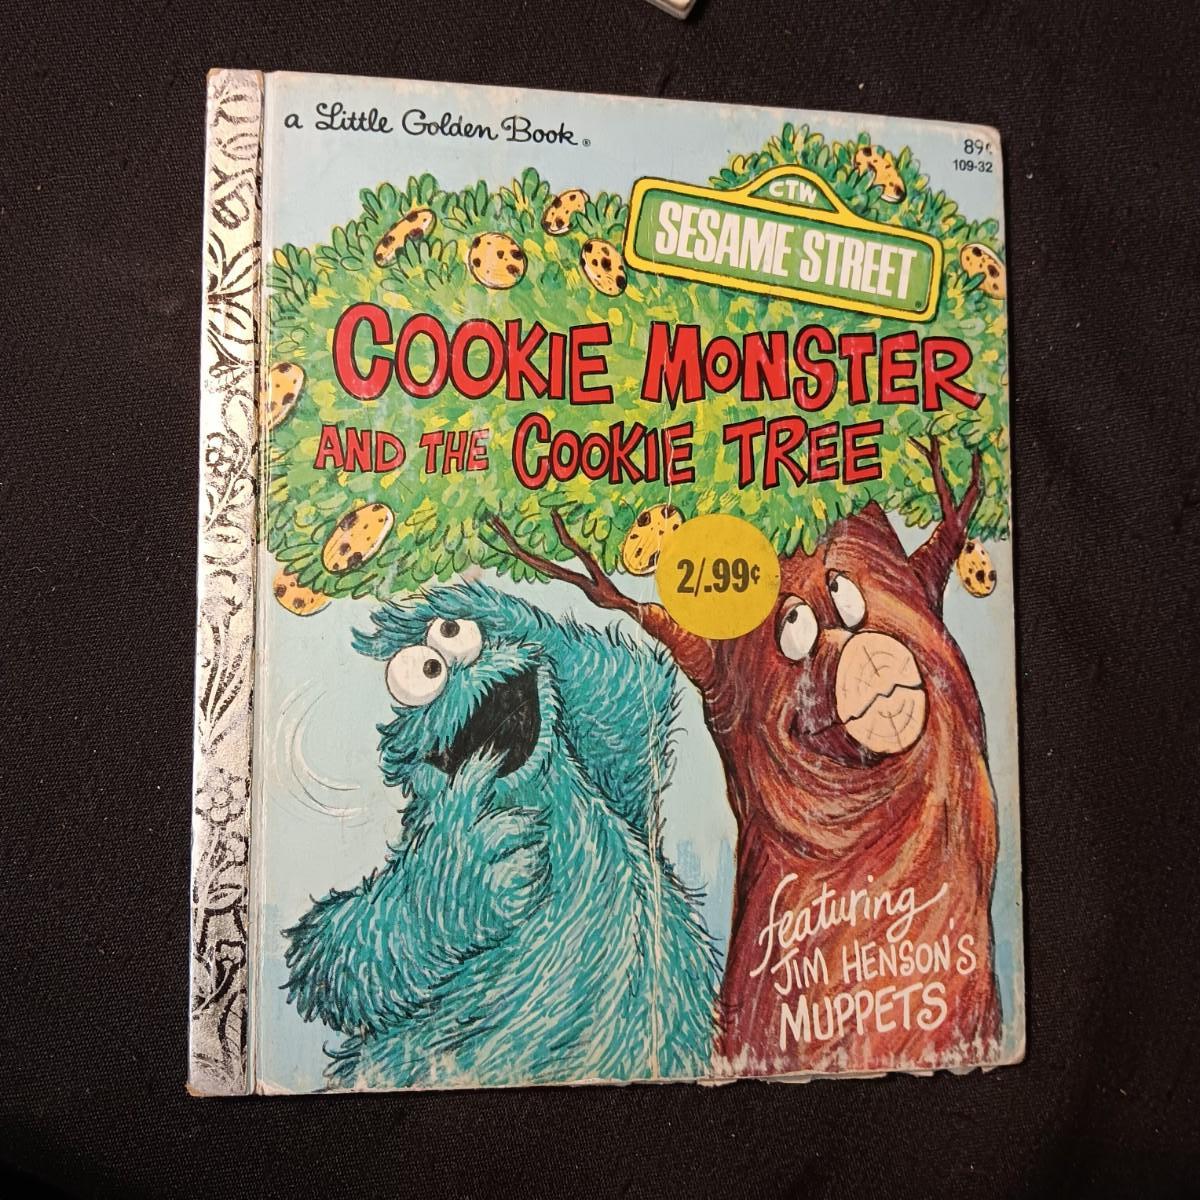 a Little Golden Book®
89¢
109-32
CTW
SESAME STREET®
COOKIE MONSTER
AND THE COOKIE TREE
2/.99¢
featuring
JIM HENSON'S
MUPPETS